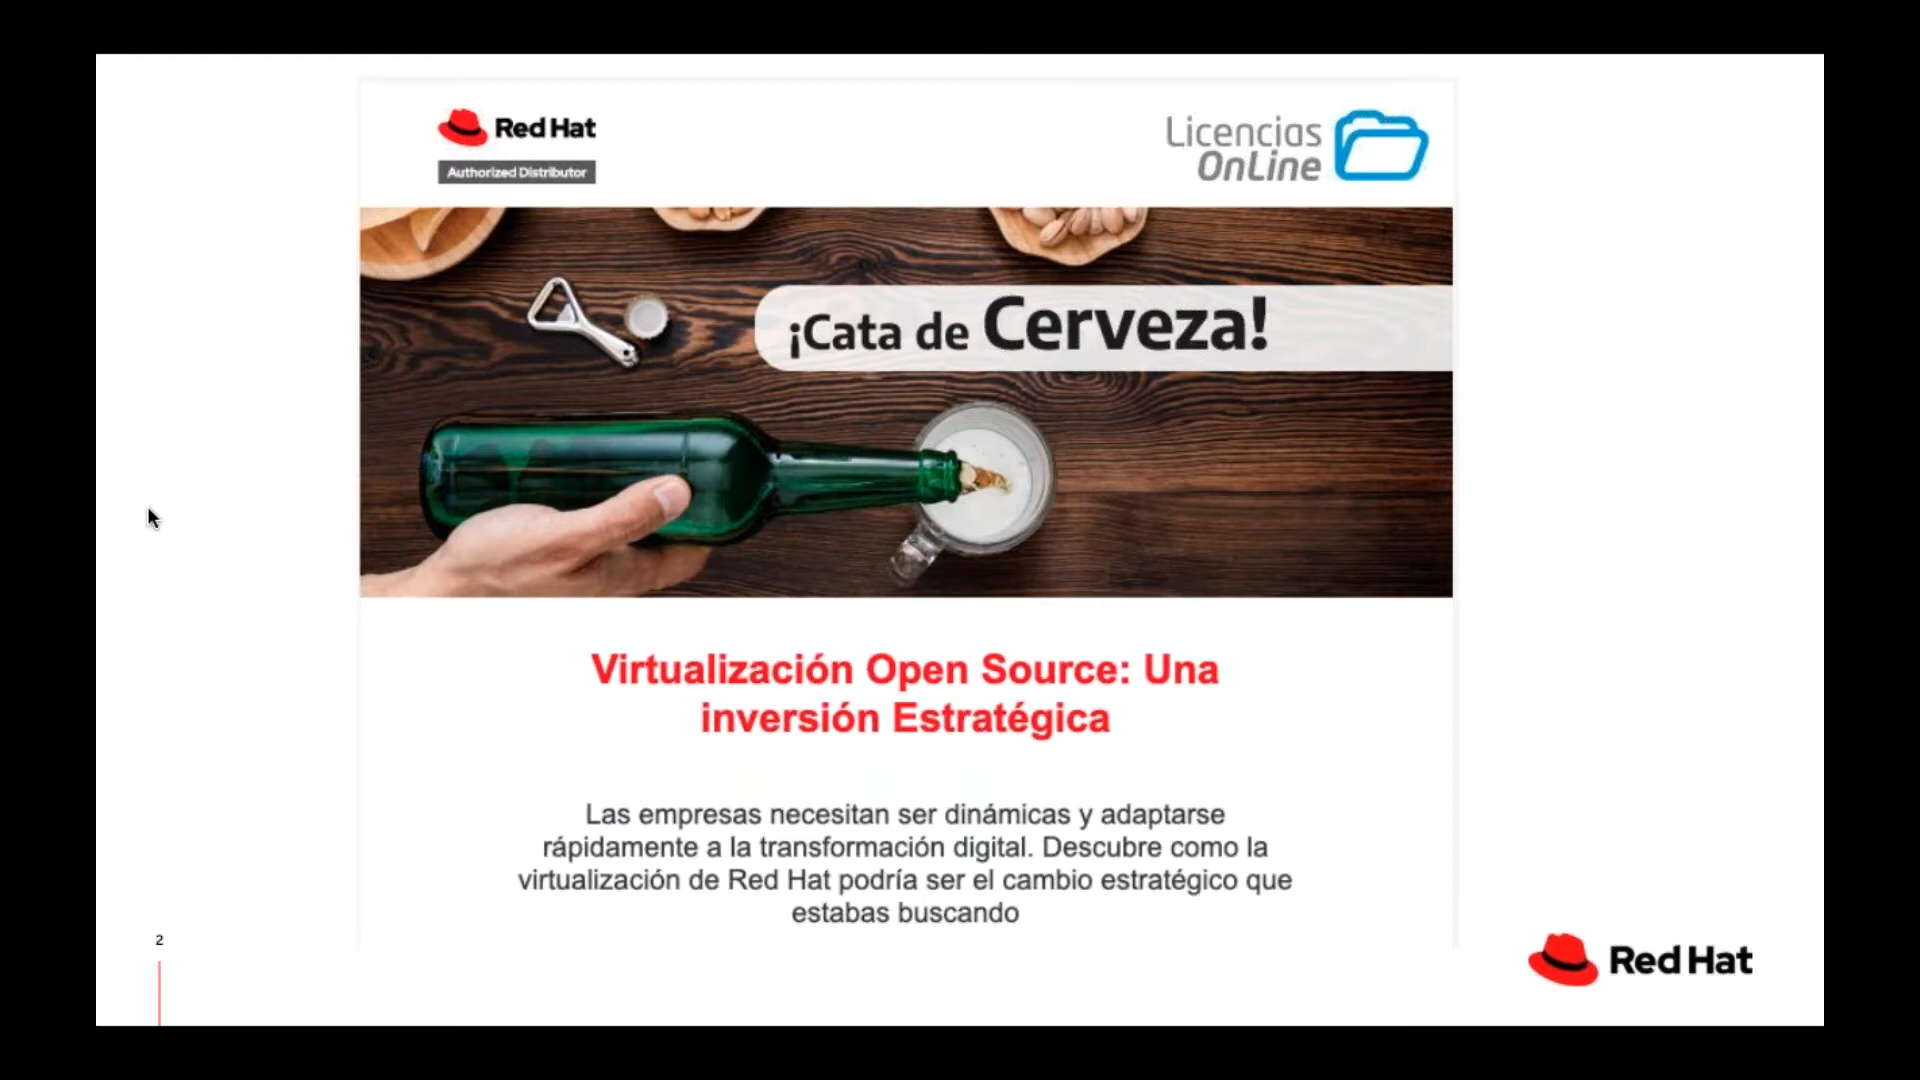 Red Hat
Authorized Distributor
Licencias
OnLine
¡Cata de Cerveza!
Virtualización Open Source: Una
inversión Estratégica
Las empresas necesitan ser dinámicas y adaptarse
rápidamente a la transformación digital. Descubre como la
virtualización de Red Hat podría ser el cambio estratégico que
estabas buscando
2
Red Hat